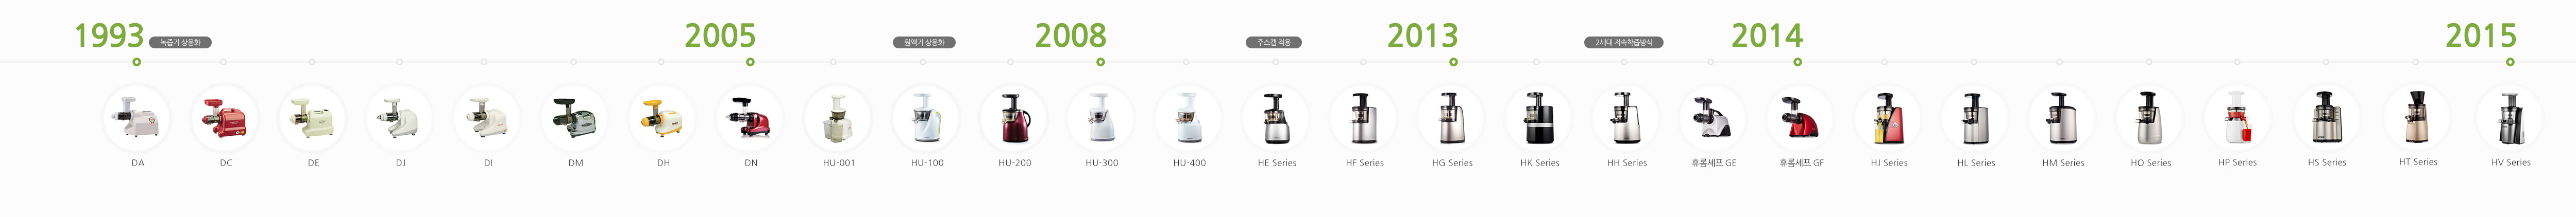 1993 녹즙기 상용화
2005
원액기 상용화
2008
주스캡 적용
2013
2세대 저속착즙방식
2014
2015
DA
DC
DE
DJ
DI
DM
DH
DN
HU-001
HU-100
HU-200
HU-300
HU-400
HE Series
HF Series
HG Series
HK Series
HH Series
휴롬셰프 GE
휴롬셰프 GF
HJ Series
HL Series
HM Series
HO Series
HP Series
HS Series
HT Series
HV Series